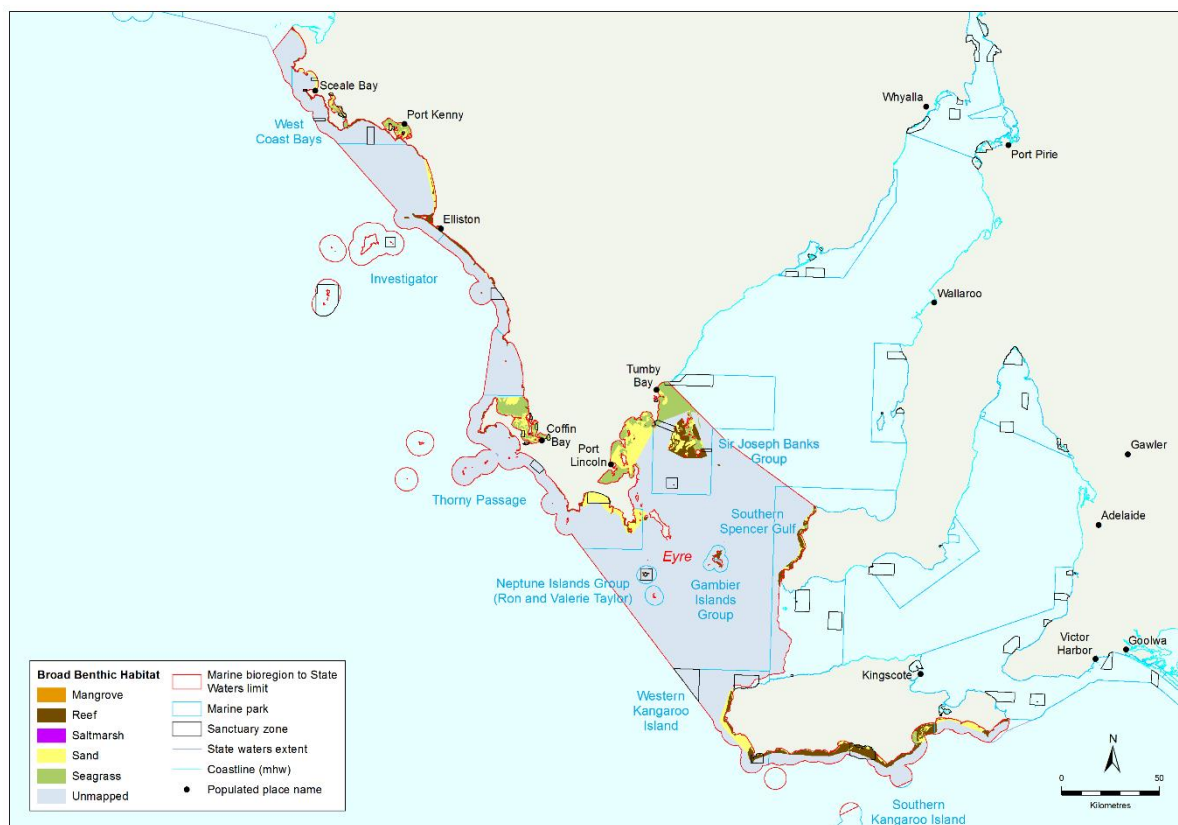 Sceale Bay
Port Kenny
West
Coast Bays
Whyalla
Port Pirie
Elliston
Investigator
Wallaroo
Tumby
Bay
Coffin
Bay
Port
Lincoln
Sir Joseph Banks
Group
Gawler
Thorny Passage
Southern
Spencer Gulf
Adelaide
Eyre
Neptune Islands Group
(Ron and Valerie Taylor)
Gambier
Islands
Group
Victor
Harbor
Goolwa
Kingscote
Western
Kangaroo
Island
Southern
Kangaroo Island
Broad Benthic Habitat
Mangrove
Reef
Saltmarsh
Sand
Seagrass
Unmapped
Marine bioregion to State
Waters limit
Marine park
Sanctuary zone
State waters extent
Coastline (mhw)
Populated place name
N
0 50
Kilometres